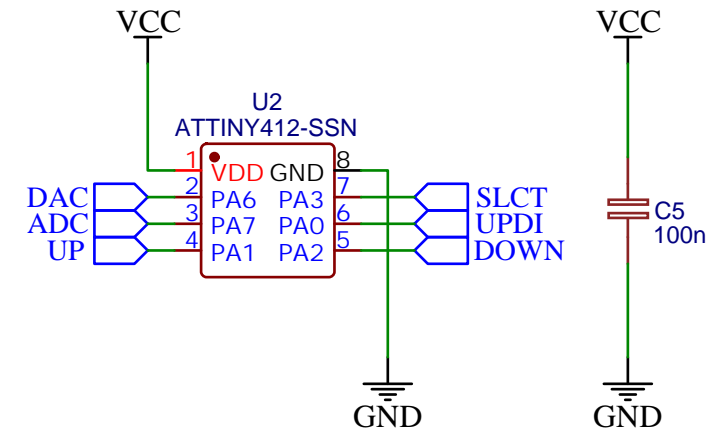 VCC
VCC
U2
ATTINY412-SSN
1 VDD GND 8
DAC 2 PA6 PA3 7 SLCT
ADC 3 PA7 PA0 6 UPDI
UP 4 PA1 PA2 5 DOWN
C5
100n
GND
GND